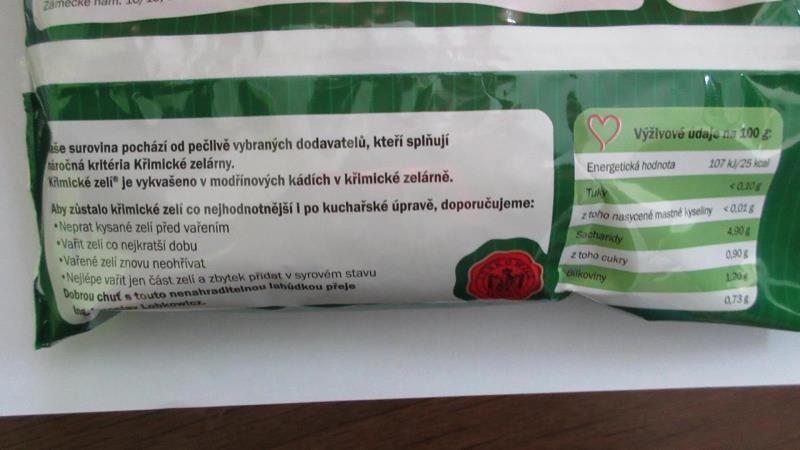 Zámecké nám.
aše surovina pochází od pečlivě vybraných dodavatelů, kteří splňují
náročná kritéria Křimické zelárny.
Křimické zelí® je vykvašeno v modřínových kádích v křimické zelárně.
Aby zůstalo křimické zelí co nejhodnotnější i po kuchařské úpravě, doporučujeme:
•Neprat kysané zelí před vařením
•Vařit zelí co nejkratší dobu
•Vařené zelí znovu neohřívat
•Nejlépe vařit jen část zelí a zbytek přidat v syrovém stavu
Dobrou chuť s touto nenahraditelnou lahůdkou přeje
Ing. Lobkowicz.
Výživové údaje na 100 g:
Energetická hodnota 107 kJ/25 kcal
Tuky <0,10 g
z toho nasycené mastné kyseliny <0,01 g
Sacharidy 4,90 g
z toho cukry 0,90 g
Bílkoviny 1,20 g
0,73 g